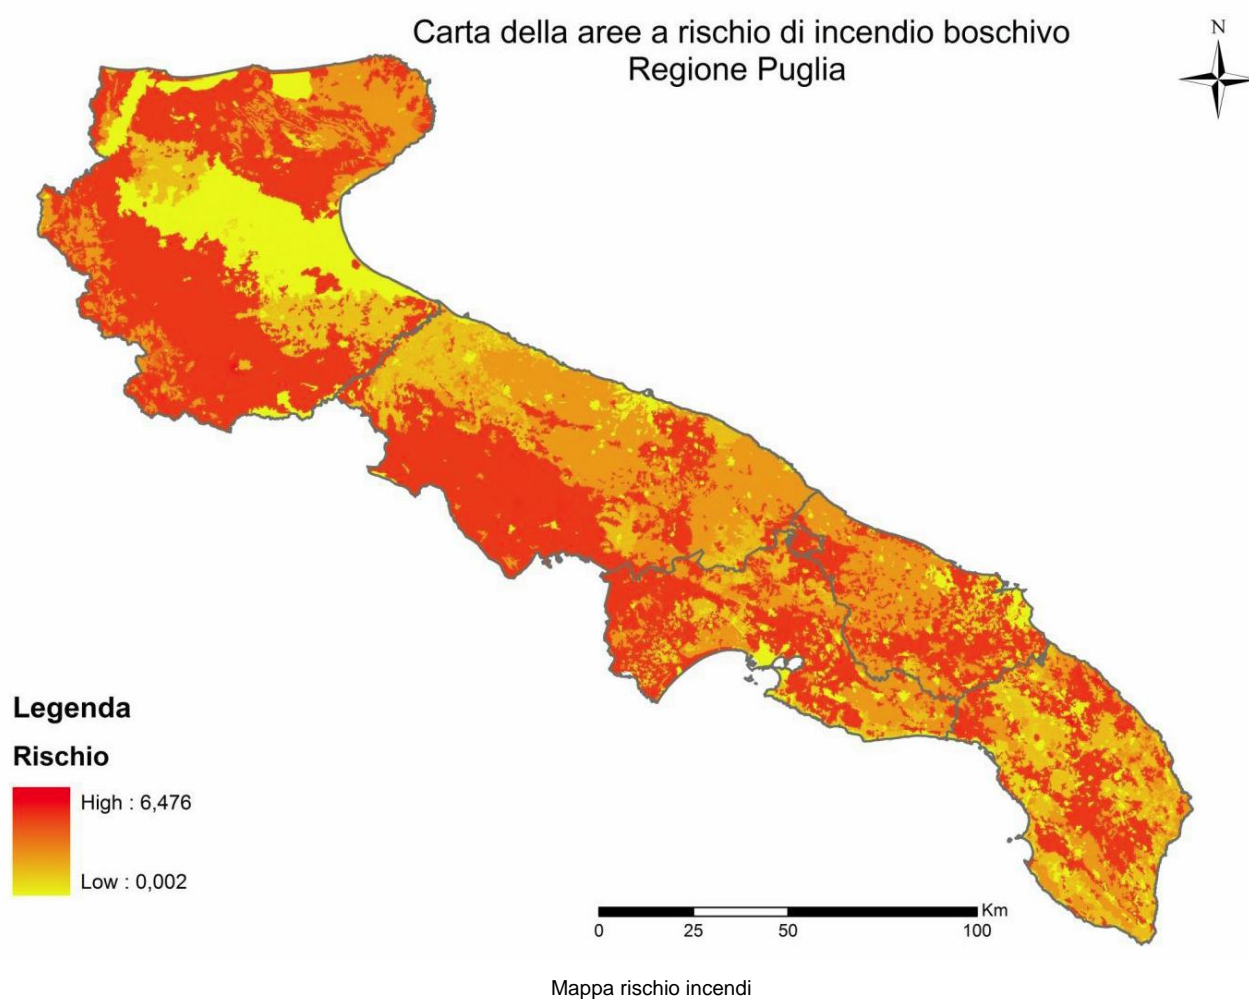 Carta della aree a rischio di incendio boschivo
Regione Puglia
N
Legenda
Rischio
High : 6,476
Low : 0,002
Km
0 25 50 100
Mappa rischio incendi